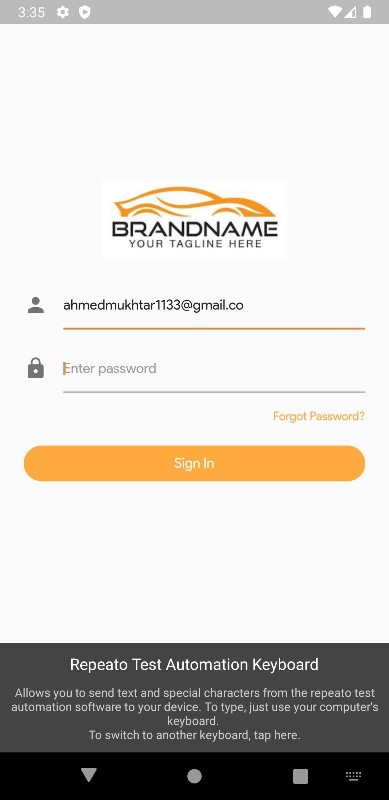 3:35
BRANDNAME
YOUR TAGLINE HERE
ahmedmukhtar1133@gmail.co
Enter password
Forgot Password?
Sign In
Repeato Test Automation Keyboard
Allows you to send text and special characters from the repeato test
automation software to your device. To type, just use your computer's
keyboard.
To switch to another keyboard, tap here.